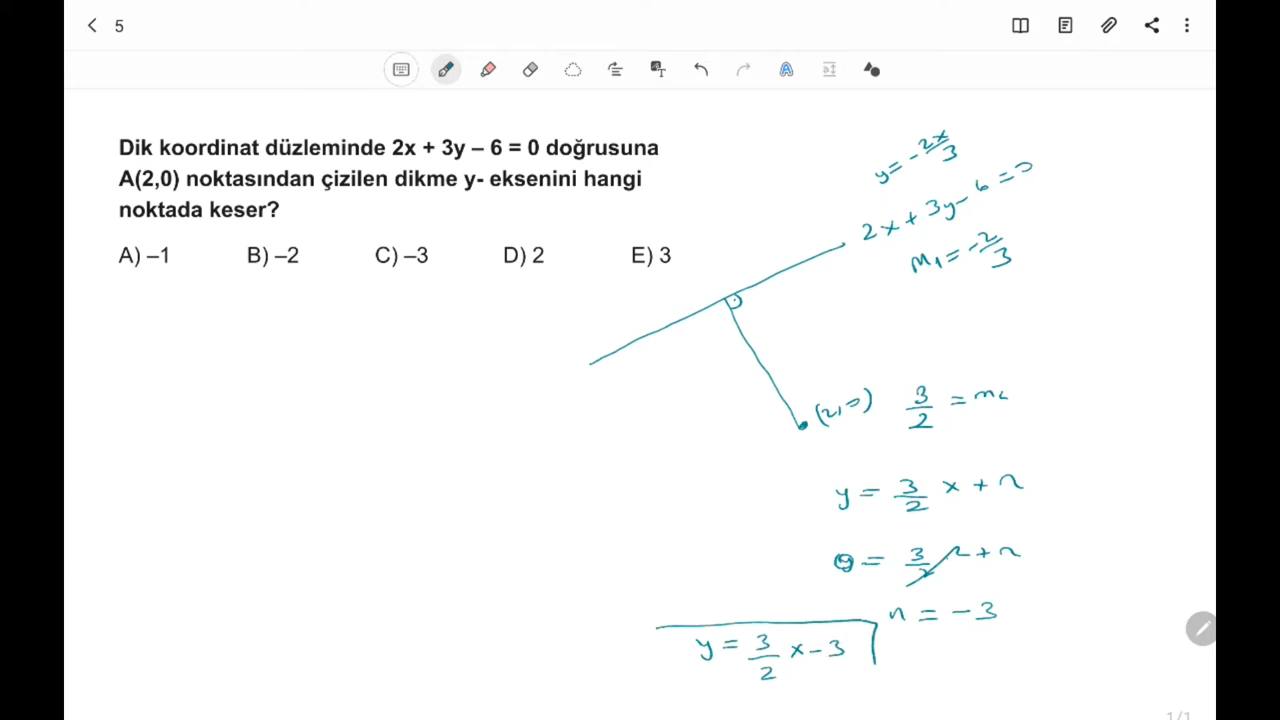 5
Dik koordinat düzleminde 2x + 3y – 6 = 0 doğrusuna
A(2,0) noktasından çizilen dikme y- eksenini hangi
noktada keser?
A) –1 B) –2 C) –3 D) 2 E) 3
y = -2x/3
2x + 3y - 6 = 0
m1 = -2/3
(2,0) 3/2 = m2
y = 3/2 x + n
0 = 3/2 2 + n
n = -3
y = 3/2 x - 3
1/1